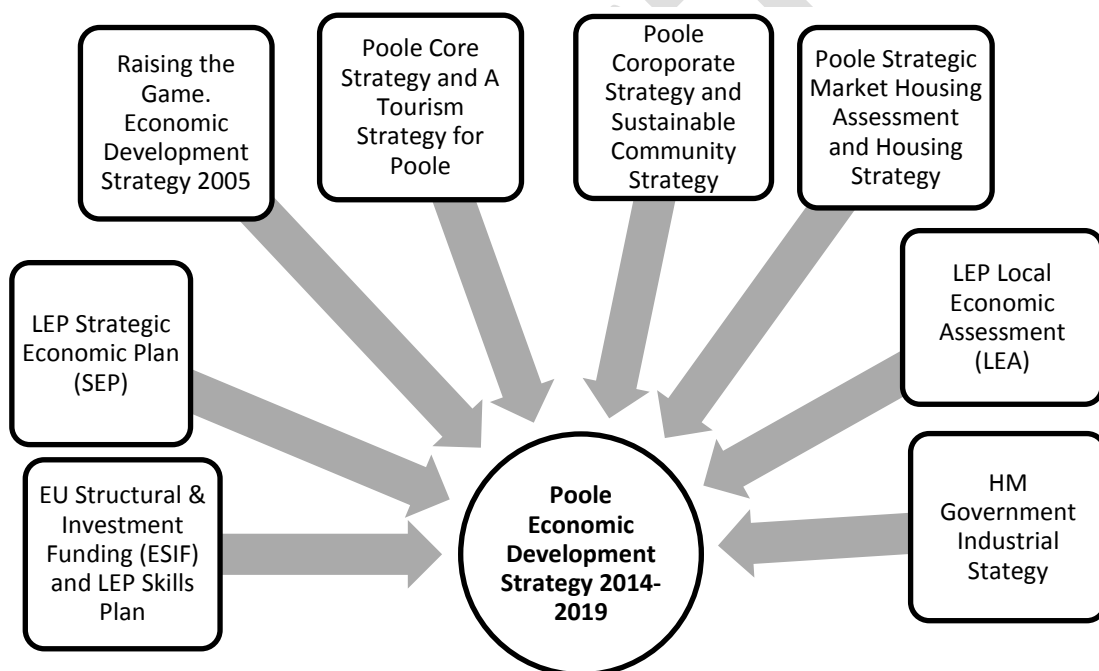 Raising the
Game.
Economic
Development
Strategy 2005
Poole Core
Strategy and A
Tourism
Strategy for
Poole
Poole
Coroporate
Strategy and
Sustainable
Community
Strategy
Poole Strategic
Market Housing
Assessment
and Housing
Strategy
LEP Strategic
Economic Plan
(SEP)
LEP Local
Economic
Assessment
(LEA)
EU Structural &
Investment
Funding (ESIF)
and LEP Skills
Plan
Poole
Economic
Development
Strategy 2014-
2019
HM
Government
Industrial
Stategy